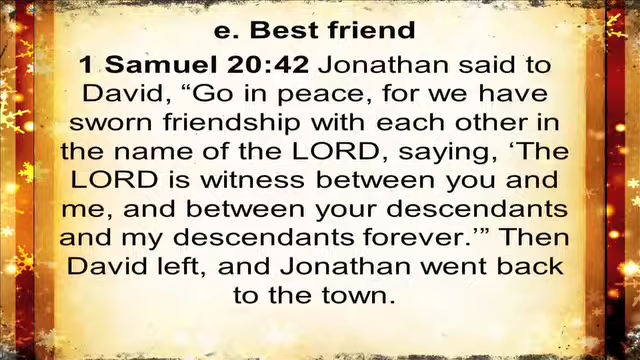 e. Best friend
1 Samuel 20:42 Jonathan said to
David, “Go in peace, for we have
sworn friendship with each other in
the name of the LORD, saying, ‘The
LORD is witness between you and
me, and between your descendants
and my descendants forever.’” Then
David left, and Jonathan went back
to the town.